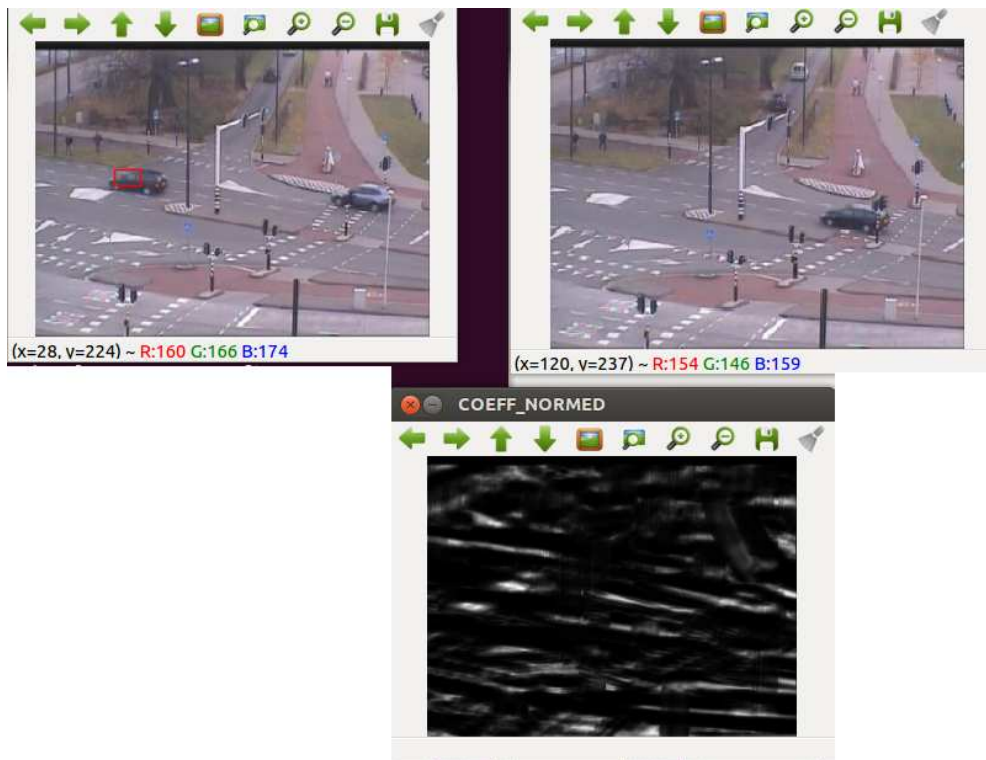 (x=28, y=224) ~ R:160 G:166 B:174
(x=120, y=237) ~ R:154 G:146 B:159
COEFF_NORMED